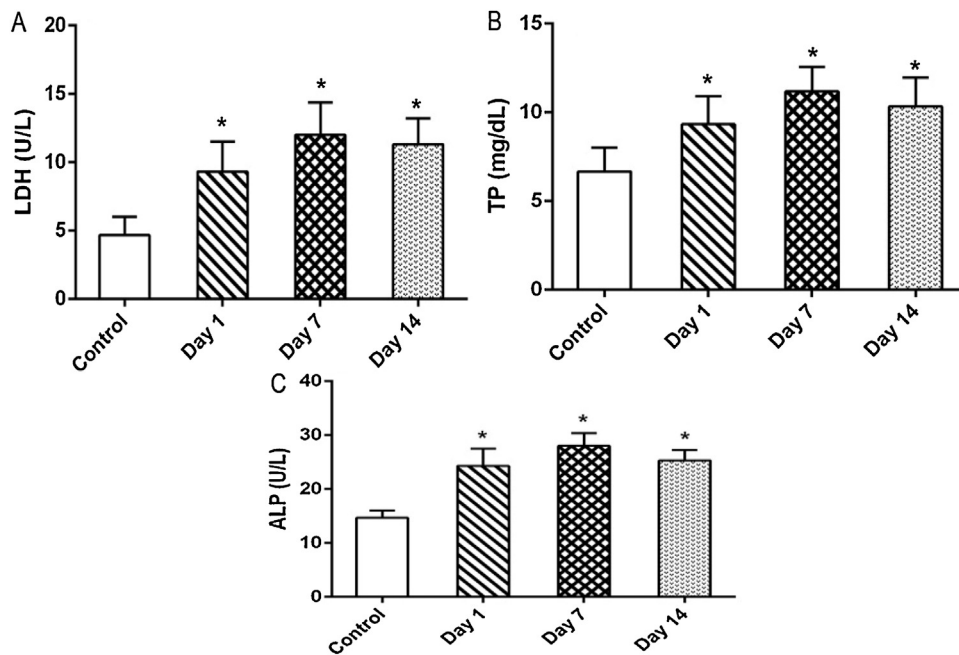 A
LDH (U/L)
20
15
10
5
0
*
*
*
Control
Day 1
Day 7
Day 14
B
TP (mg/dL)
15
10
5
0
*
*
*
Control
Day 1
Day 7
Day 14
C
ALP (U/L)
40
30
20
10
0
*
*
*
Control
Day 1
Day 7
Day 14